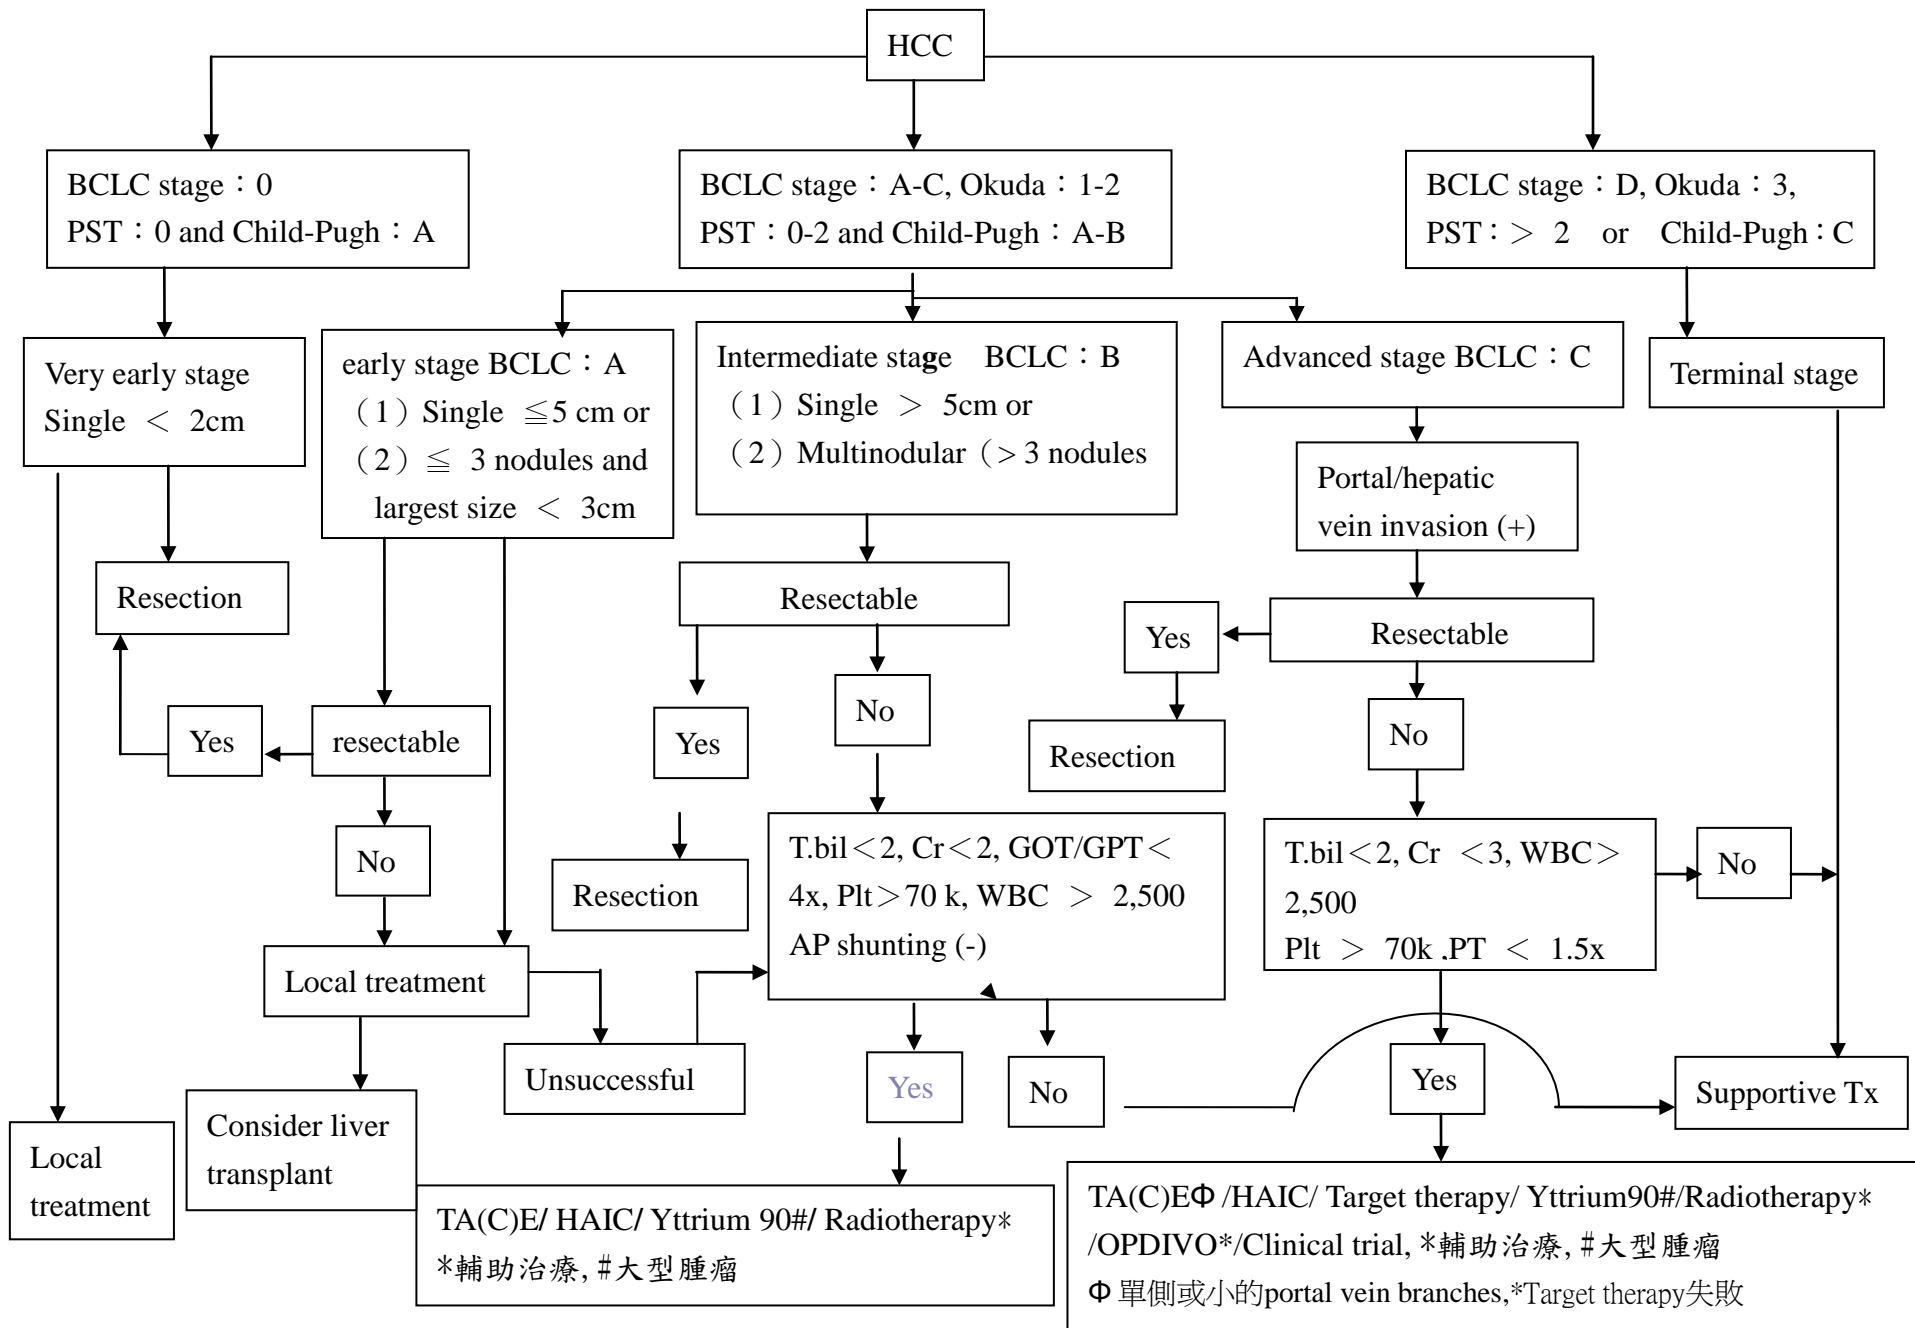 HCC
BCLC stage：0
PST：0 and Child-Pugh：A
BCLC stage：A-C, Okuda：1-2
PST：0-2 and Child-Pugh：A-B
BCLC stage：D, Okuda：3,
PST：＞ 2 or Child-Pugh：C
Very early stage
Single ＜ 2cm
early stage BCLC：A
（1）Single ≦5 cm or
（2）≦ 3 nodules and
largest size ＜ 3cm
Intermediate stage BCLC：B
（1）Single ＞ 5cm or
（2）Multinodular（＞3 nodules
Advanced stage BCLC：C
Terminal stage
Portal/hepatic
vein invasion (+)
Resection
Resectable
Yes
Resectable
Yes
resectable
Yes
No
Resection
No
No
Resection
T.bil＜2, Cr＜2, GOT/GPT＜
4x, Plt＞70 k, WBC ＞ 2,500
AP shunting (-)
T.bil＜2, Cr ＜3, WBC＞
2,500
Plt ＞ 70k ,PT ＜ 1.5x
No
Local treatment
Unsuccessful
Yes
No
Yes
Supportive Tx
Local
treatment
Consider liver
transplant
TA(C)E/ HAIC/ Yttrium 90#/ Radiotherapy*
*輔助治療, #大型腫瘤
TA(C)EΦ /HAIC/ Target therapy/ Yttrium90#/Radiotherapy*
/OPDIVO*/Clinical trial, *輔助治療, #大型腫瘤
Φ 單側或小的portal vein branches,*Target therapy失敗